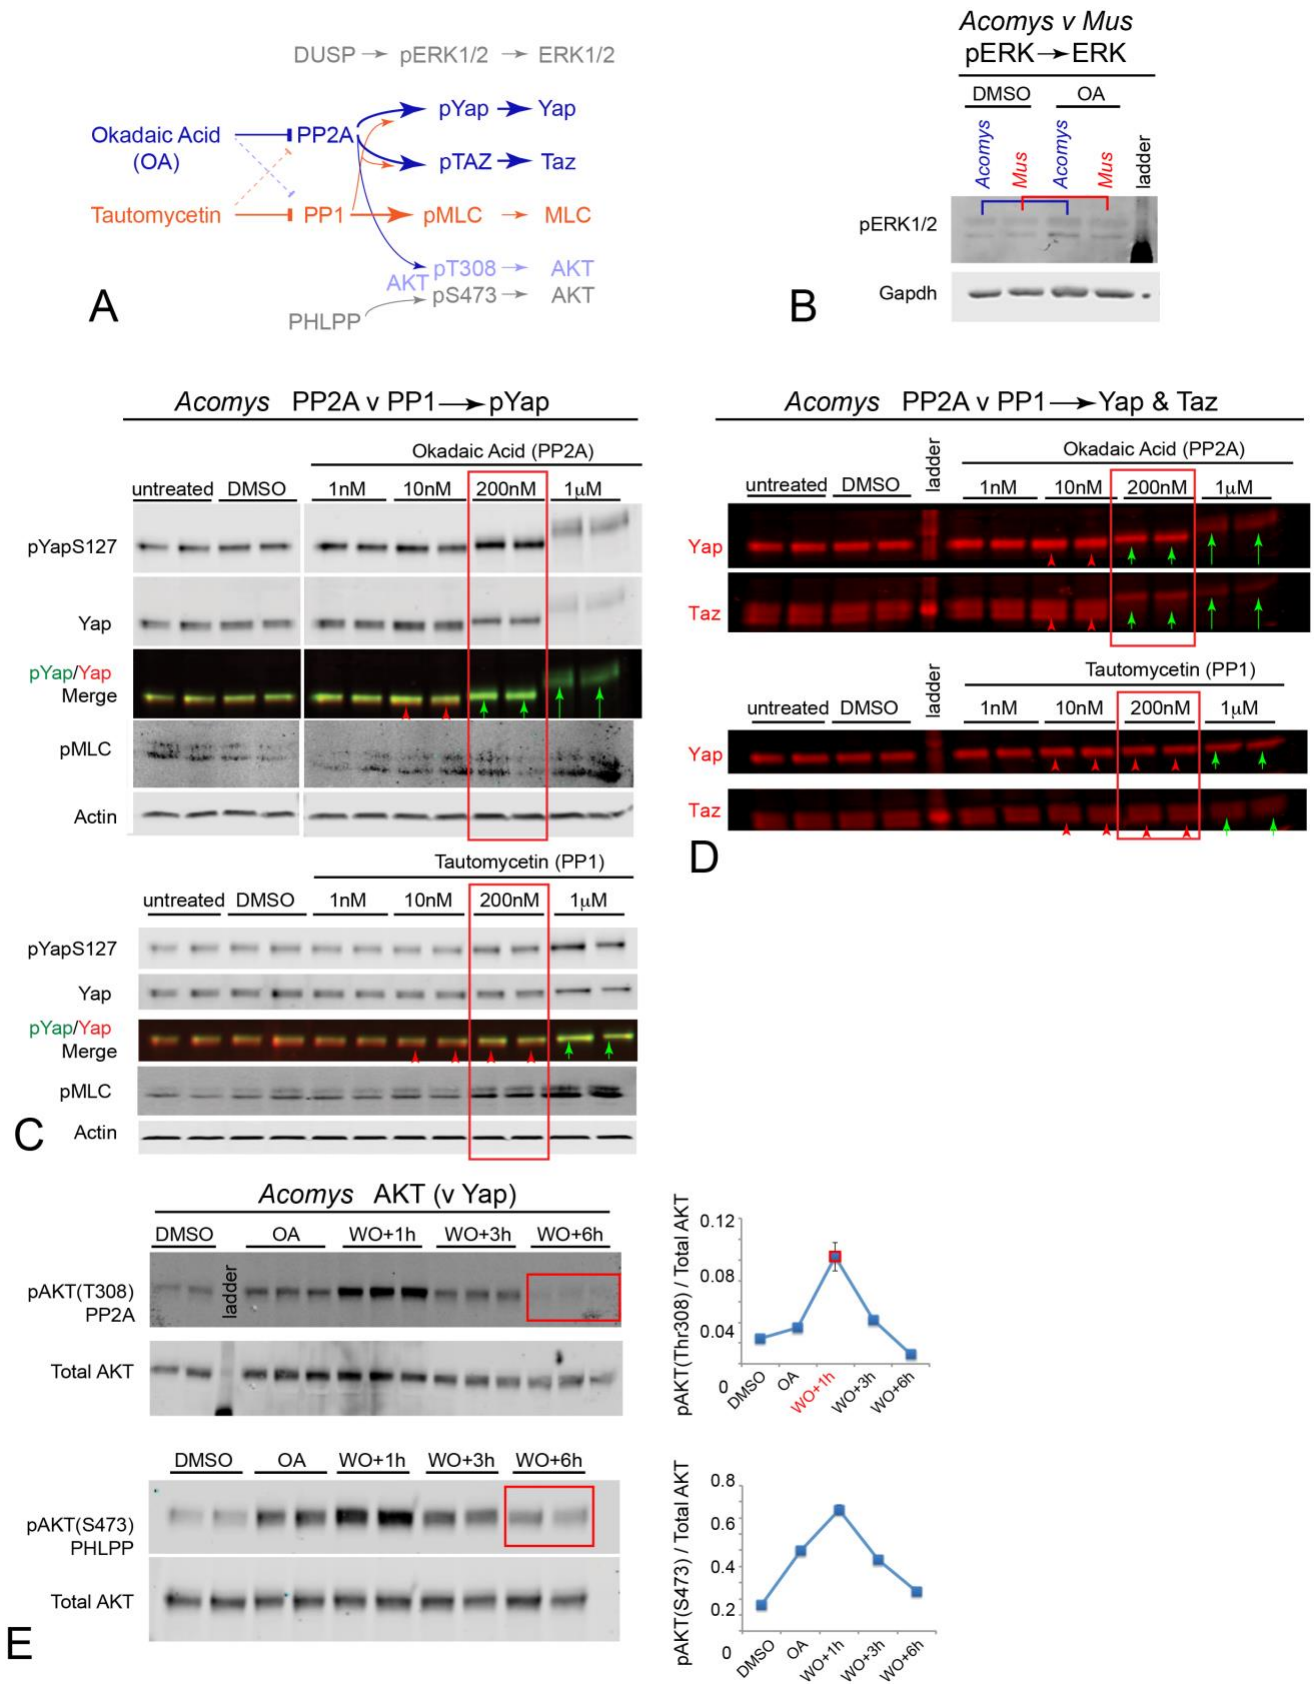 DUSP → pERK1/2 → ERK1/2
pYap → Yap
Okadaic Acid
(OA)
PP2A
pTAZ → Taz
Tautomycetin
PP1
pMLC → MLC
AKT
pT308 → AKT
pS473 → AKT
PHLPP
A
Acomys v Mus
pERK → ERK
DMSO OA
Acomys Mus Acomys Mus ladder
pERK1/2
Gapdh
B
Acomys PP2A v PP1 → pYap
Okadaic Acid (PP2A)
untreated DMSO 1nM 10nM 200nM 1µM
pYapS127
Yap
pYap/Yap
Merge
pMLC
Actin
Tautomycetin (PP1)
untreated DMSO 1nM 10nM 200nM 1µM
pYapS127
Yap
pYap/Yap
Merge
pMLC
Actin
C
Acomys PP2A v PP1 → Yap & Taz
Okadaic Acid (PP2A)
untreated DMSO ladder 1nM 10nM 200nM 1µM
Yap
Taz
Tautomycetin (PP1)
untreated DMSO ladder 1nM 10nM 200nM 1µM
Yap
Taz
D
Acomys AKT (v Yap)
DMSO OA WO+1h WO+3h WO+6h
ladder
pAKT(T308)
PP2A
Total AKT
DMSO OA WO+1h WO+3h WO+6h
pAKT(S473)
PHLPP
Total AKT
E
pAKT(Thr308) / Total AKT
0.12
0.08
0.04
0
DMSO OA WO+1h WO+3h WO+6h
pAKT(S473) / Total AKT
0.8
0.6
0.4
0.2
0
DMSO OA WO+1h WO+3h WO+6h